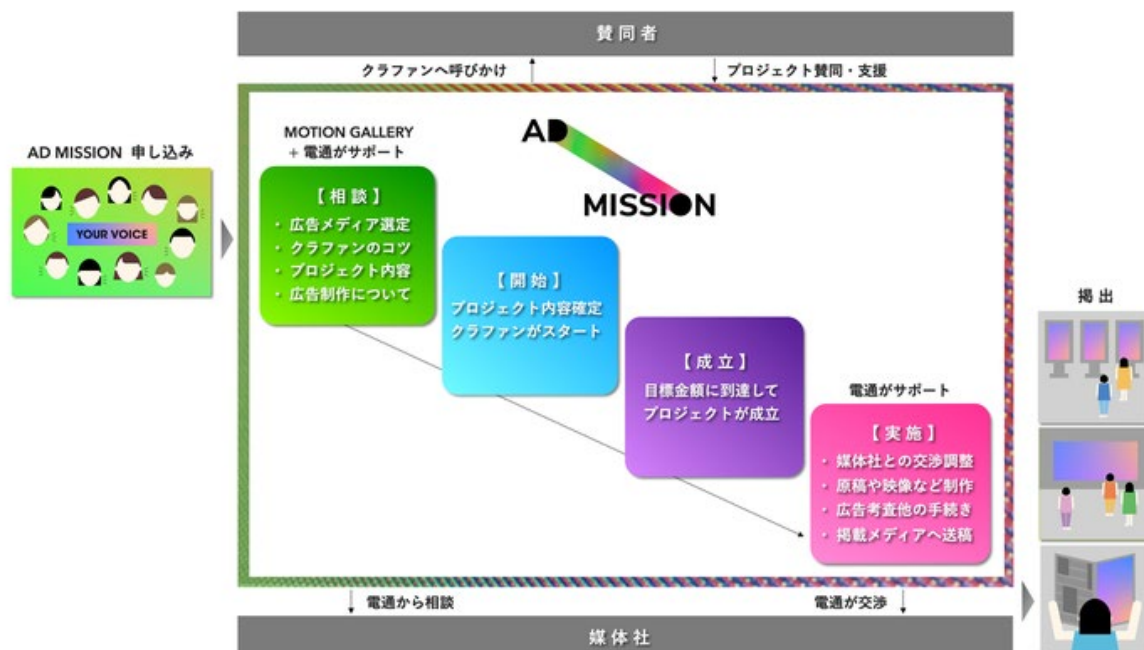 賛同者
クラファンへ呼びかけ
プロジェクト賛同・支援
AD MISSION 申し込み
YOUR VOICE
MOTION GALLERY
+ 電通がサポート
AD
MISSION
【相談】
・ 広告メディア選定
・ クラファンのコツ
・ プロジェクト内容
・ 広告制作について
【開始】
プロジェクト内容確定
クラファンがスタート
【成立】
目標金額に到達して
プロジェクトが成立
電通がサポート
【実施】
・ 媒体社との交渉調整
・ 原稿や映像など制作
・ 広告考査他の手続き
・ 掲載メディアへ送稿
掲出
電通から相談
電通が交渉
媒体社